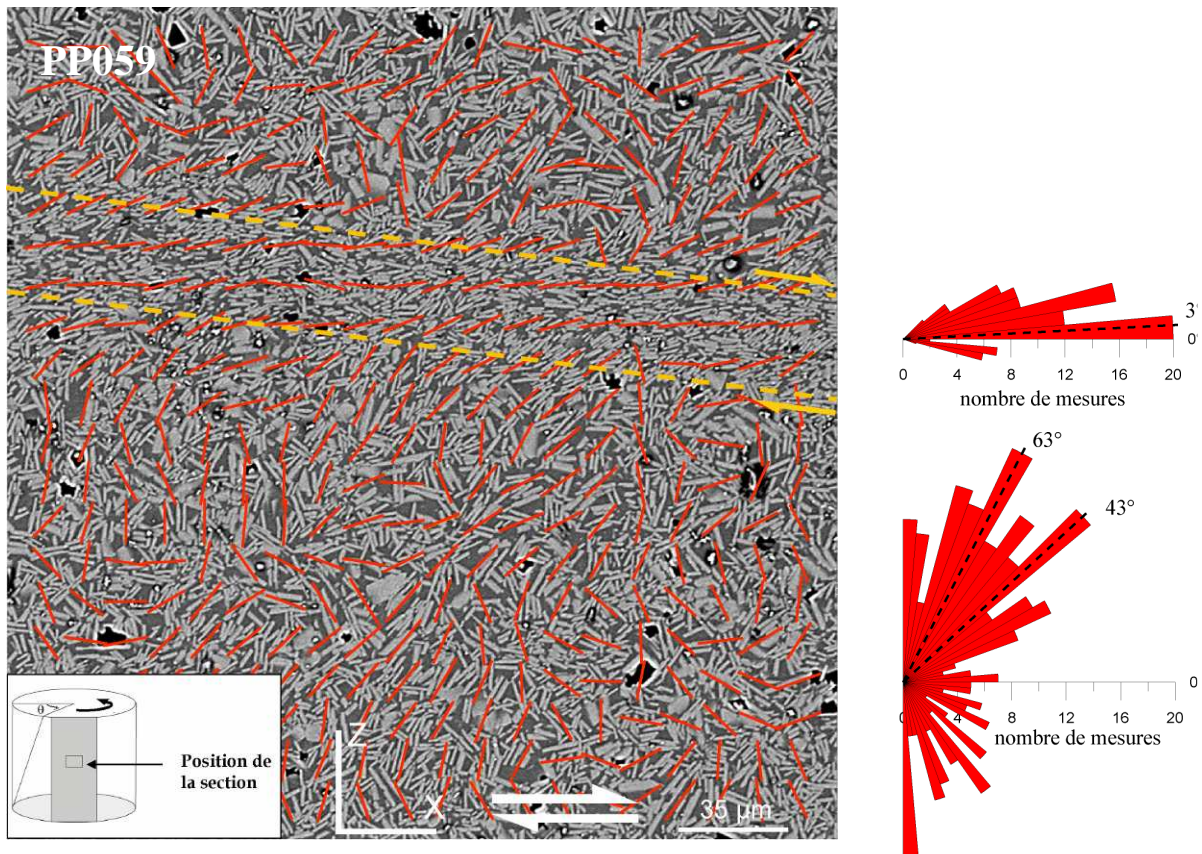 PP059
θ
Position de
la section
Z
X
35 µm
3°
0°
0
4
8
12
16
20
nombre de mesures
63°
43°
0
0
4
8
12
16
20
nombre de mesures